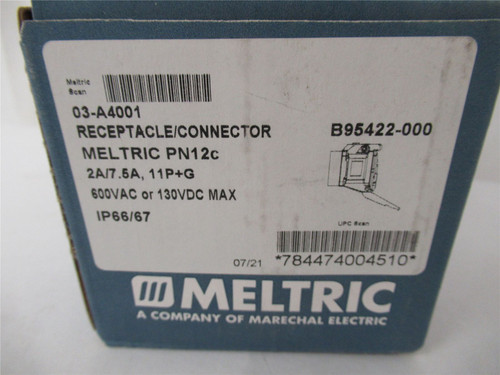 Meltric
Scan
03-A4001
RECEPTACLE/CONNECTOR
B95422-000
MELTRIC PN12c
2A/7.5A, 11P+G
600VAC or 130VDC MAX
IP66/67
UPC Scan
07/21
*784474004510*
MELTRIC
A COMPANY OF MARECHAL ELECTRIC